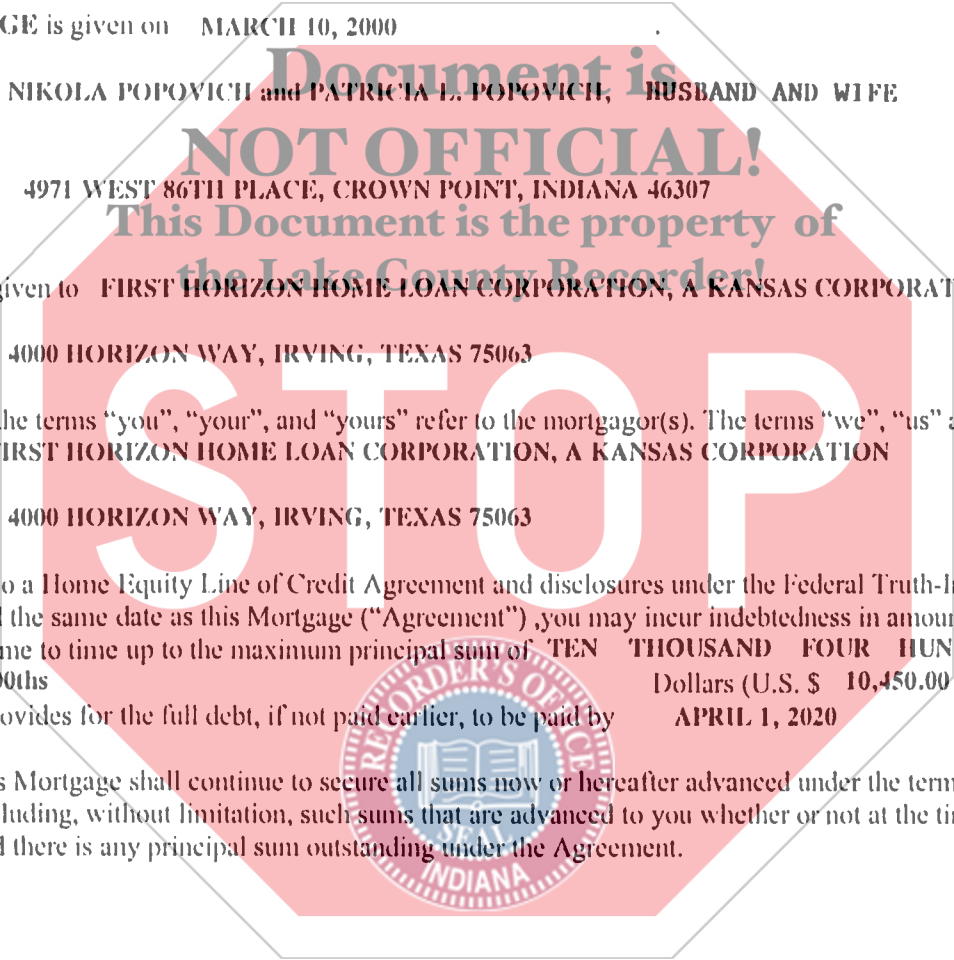 GE is given on MARCH 10, 2000
Document is
NIKOLA POPOVICH and PATRICIA L. POPOVICH, HUSBAND AND WIFE
NOT OFFICIAL!
4971 WEST 86TH PLACE, CROWN POINT, INDIANA 46307
This Document is the property of
the Lake County Recorder!
given to FIRST HORIZON HOME LOAN CORPORATION, A KANSAS CORPORAT
4000 HORIZON WAY, IRVING, TEXAS 75063
STOP
he terms “you”, “your”, and “yours” refer to the mortgagor(s). The terms “we”, “us” a
IRST HORIZON HOME LOAN CORPORATION, A KANSAS CORPORATION
4000 HORIZON WAY, IRVING, TEXAS 75063
o a Home Equity Line of Credit Agreement and disclosures under the Federal Truth-In
d the same date as this Mortgage (“Agreement”) ,you may incur indebtedness in amoun
me to time up to the maximum principal sum of TEN THOUSAND FOUR HUN
00ths Dollars (U.S. $ 10,450.00
ovides for the full debt, if not paid earlier, to be paid by APRIL 1, 2020
s Mortgage shall continue to secure all sums now or hereafter advanced under the term
cluding, without limitation, such sums that are advanced to you whether or not at the ti
d there is any principal sum outstanding under the Agreement.
RECORDER'S OFFICE
SEAL
INDIANA